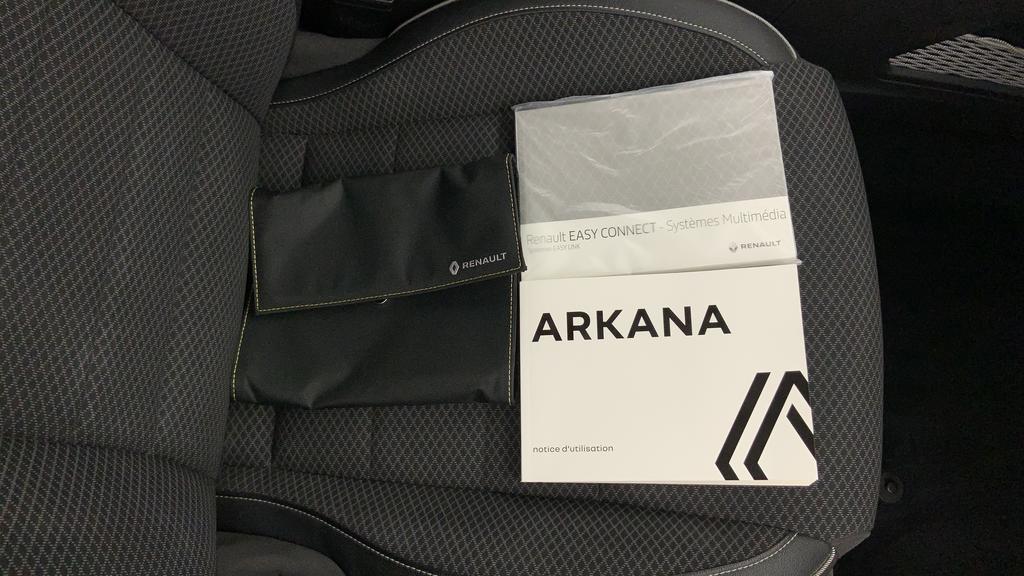 Renault EASY CONNECT - Systèmes Multimédia
RENAULT
RENAULT
ARKANA
notice d'utilisation